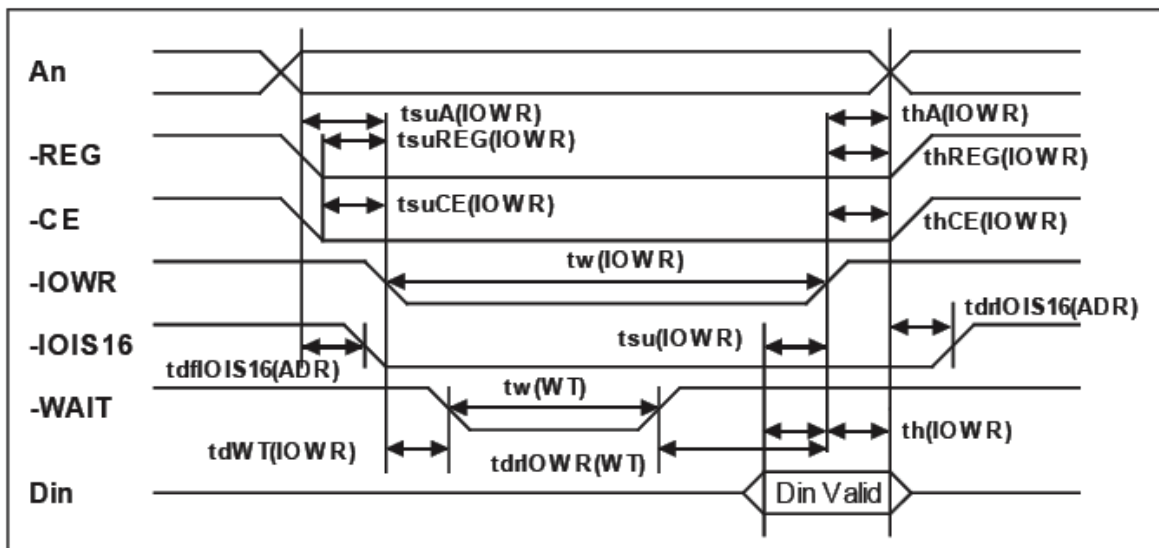 An
tsuA(IOWR)
thA(IOWR)
tsuREG(IOWR)
-REG
thREG(IOWR)
tsuCE(IOWR)
-CE
thCE(IOWR)
tw(IOWR)
-IOWR
tdrIOIS16(ADR)
-IOIS16
tsu(IOWR)
tdfIOIS16(ADR)
tw(WT)
-WAIT
th(IOWR)
tdWT(IOWR)
tdrIOWR(WT)
Din
Din Valid